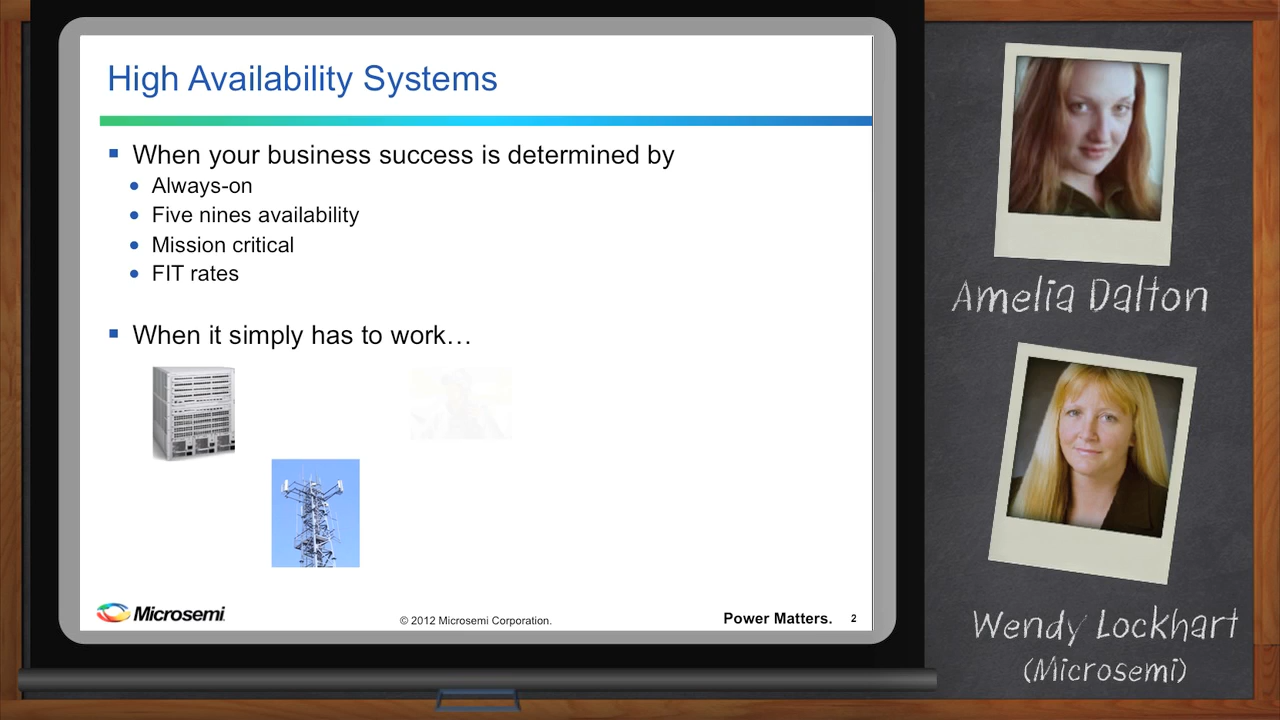 High Availability Systems
When your business success is determined by
Always-on
Five nines availability
Mission critical
FIT rates
When it simply has to work…
Microsemi.
© 2012 Microsemi Corporation.
Power Matters.
2
Amelia Dalton
Wendy Lockhart
(Microsemi)